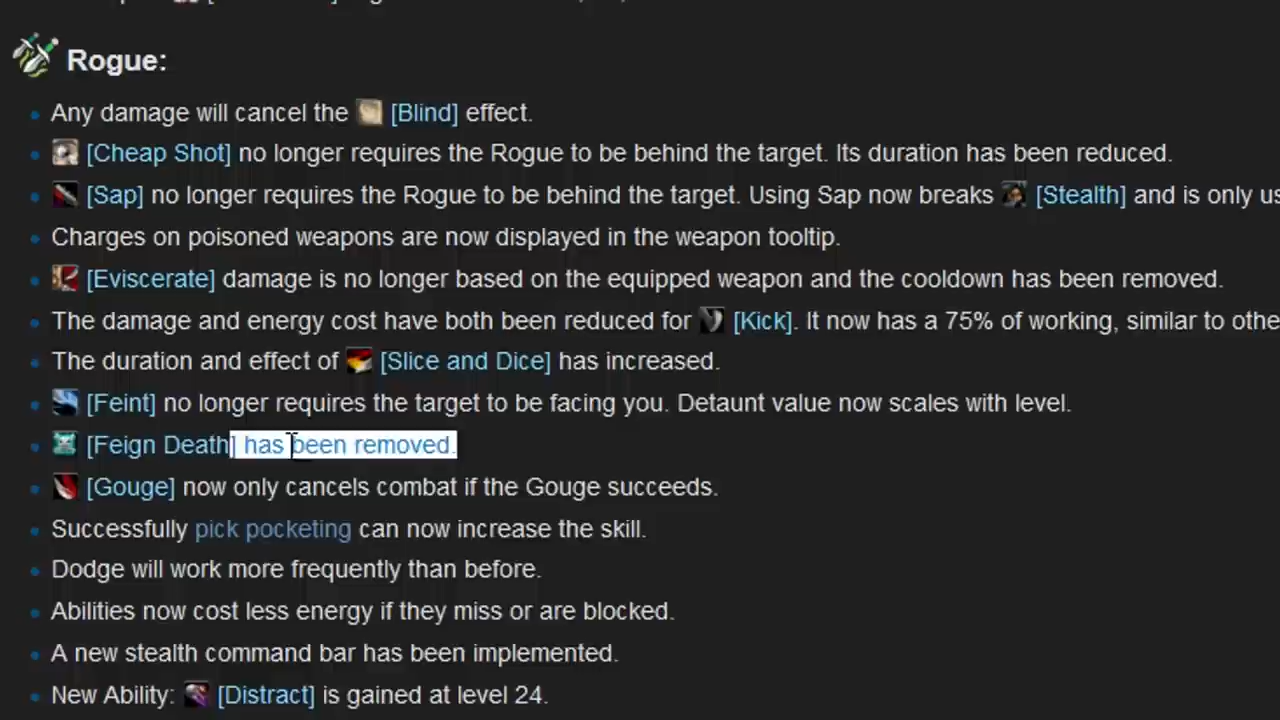 Rogue:
Any damage will cancel the [Blind] effect.
[Cheap Shot] no longer requires the Rogue to be behind the target. Its duration has been reduced.
[Sap] no longer requires the Rogue to be behind the target. Using Sap now breaks [Stealth] and is only
Charges on poisoned weapons are now displayed in the weapon tooltip.
[Eviscerate] damage is no longer based on the equipped weapon and the cooldown has been removed.
The damage and energy cost have both been reduced for [Kick]. It now has a 75% of working, similar to
The duration and effect of [Slice and Dice] has increased.
[Feint] no longer requires the target to be facing you. Detaunt value now scales with level.
[Feign Death] has been removed.
[Gouge] now only cancels combat if the Gouge succeeds.
Successfully pick pocketing can now increase the skill.
Dodge will work more frequently than before.
Abilities now cost less energy if they miss or are blocked.
A new stealth command bar has been implemented.
New Ability: [Distract] is gained at level 24.